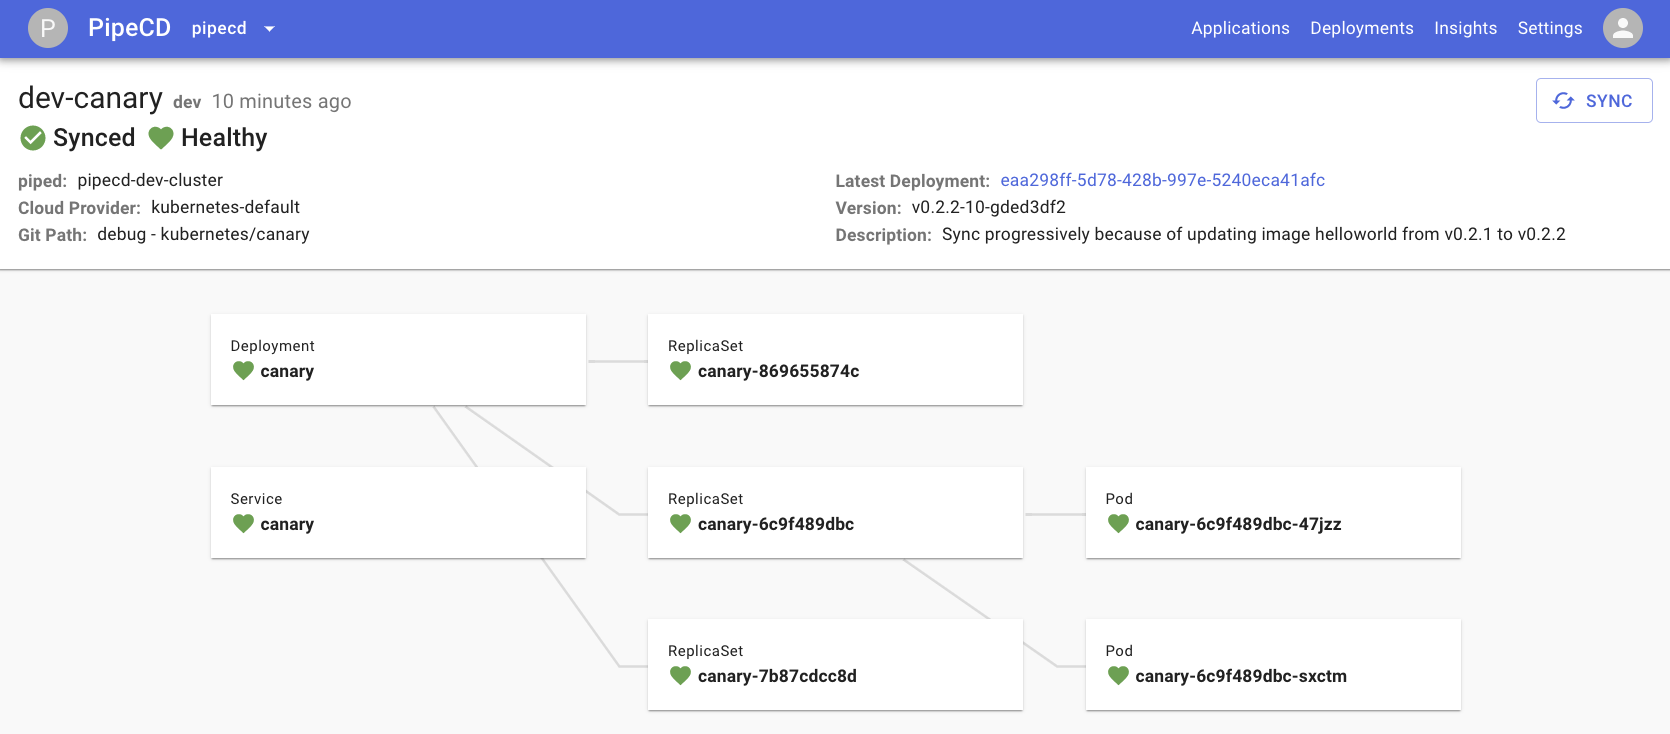 P PipeCD pipecd Applications Deployments Insights Settings
dev-canary dev 10 minutes ago
SYNC
Synced Healthy
piped: pipecd-dev-cluster
Cloud Provider: kubernetes-default
Git Path: debug - kubernetes/canary
Latest Deployment: eaa298ff-5d78-428b-997e-5240eca41afc
Version: v0.2.2-10-gded3df2
Description: Sync progressively because of updating image helloworld from v0.2.1 to v0.2.2
Deployment
canary
ReplicaSet
canary-869655874c
Service
canary
ReplicaSet
canary-6c9f489dbc
Pod
canary-6c9f489dbc-47jzz
ReplicaSet
canary-7b87cdcc8d
Pod
canary-6c9f489dbc-sxctm